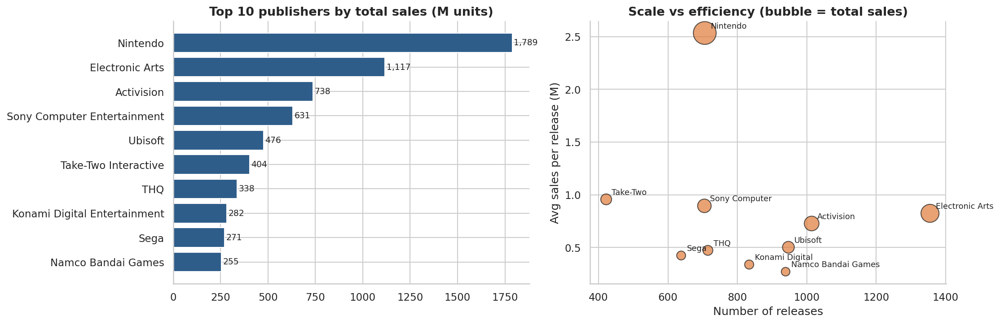 Top 10 publishers by total sales (M units)
Nintendo
1,789
Electronic Arts
1,117
Activision
738
Sony Computer Entertainment
631
Ubisoft
476
Take-Two Interactive
404
THQ
338
Konami Digital Entertainment
282
Sega
271
Namco Bandai Games
255
0 250 500 750 1000 1250 1500 1750
Scale vs efficiency (bubble = total sales)
Avg sales per release (M)
2.5
2.0
1.5
1.0
0.5
Nintendo
Take-Two
Sony Computer
Electronic Arts
Activision
Ubisoft
THQ
Sega
Konami Digital
Namco Bandai Games
400 600 800 1000 1200 1400
Number of releases